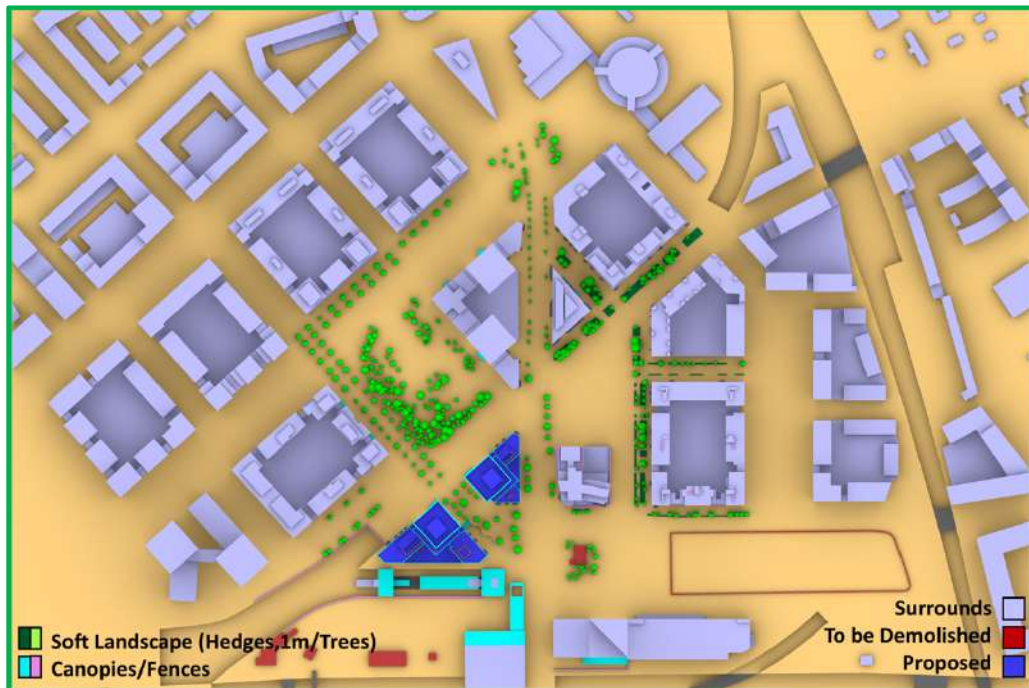 Soft Landscape (Hedges,1m/Trees)
Canopies/Fences
Surrounds
To be Demolished
Proposed